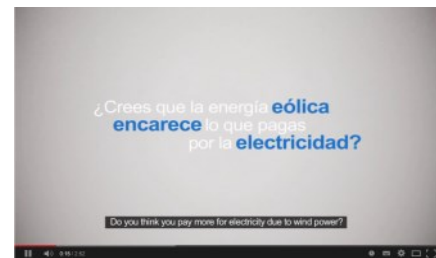 ¿Crees que la energía eólica
encarece lo que pagas
por la electricidad?
Do you think you pay more for electricity due to wind power?